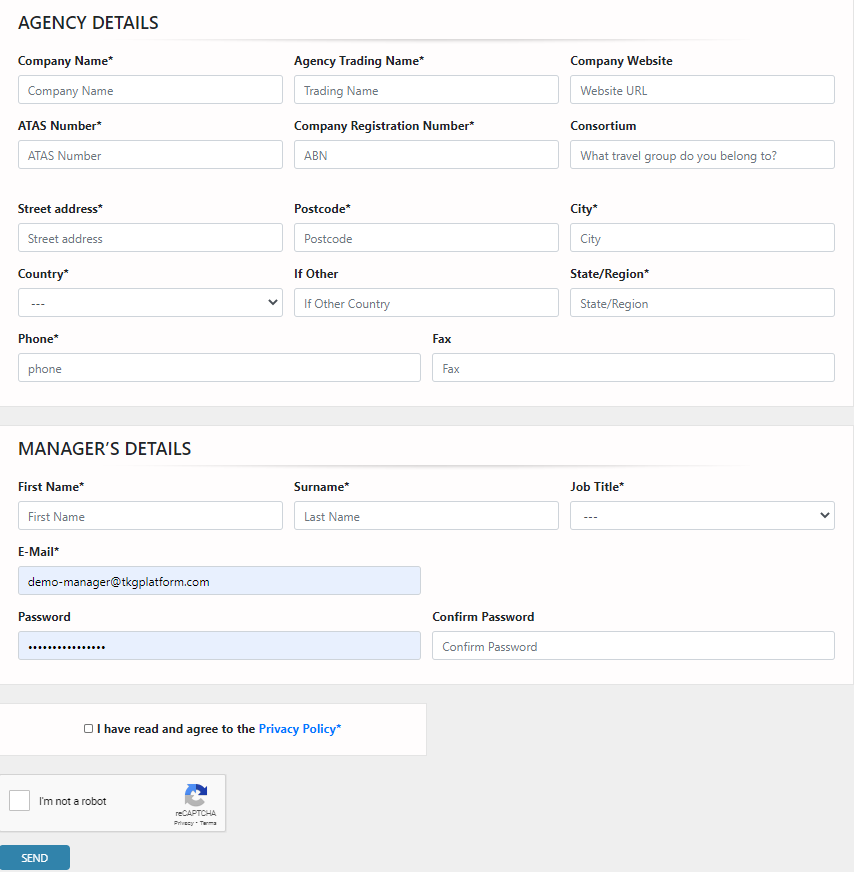 AGENCY DETAILS
Company Name* Agency Trading Name* Company Website
Company Name Trading Name Website URL
ATAS Number* Company Registration Number* Consortium
ATAS Number ABN What travel group do you belong to?
Street address* Postcode* City*
Street address Postcode City
Country* If Other State/Region*
--- If Other Country State/Region
Phone* Fax
phone Fax
MANAGER’S DETAILS
First Name* Surname* Job Title*
First Name Last Name ---
E-Mail*
demo-manager@tkgplatform.com
Password Confirm Password
•••••••••••••••• Confirm Password
I have read and agree to the Privacy Policy*
I'm not a robot
reCAPTCHA
Privacy - Terms
SEND